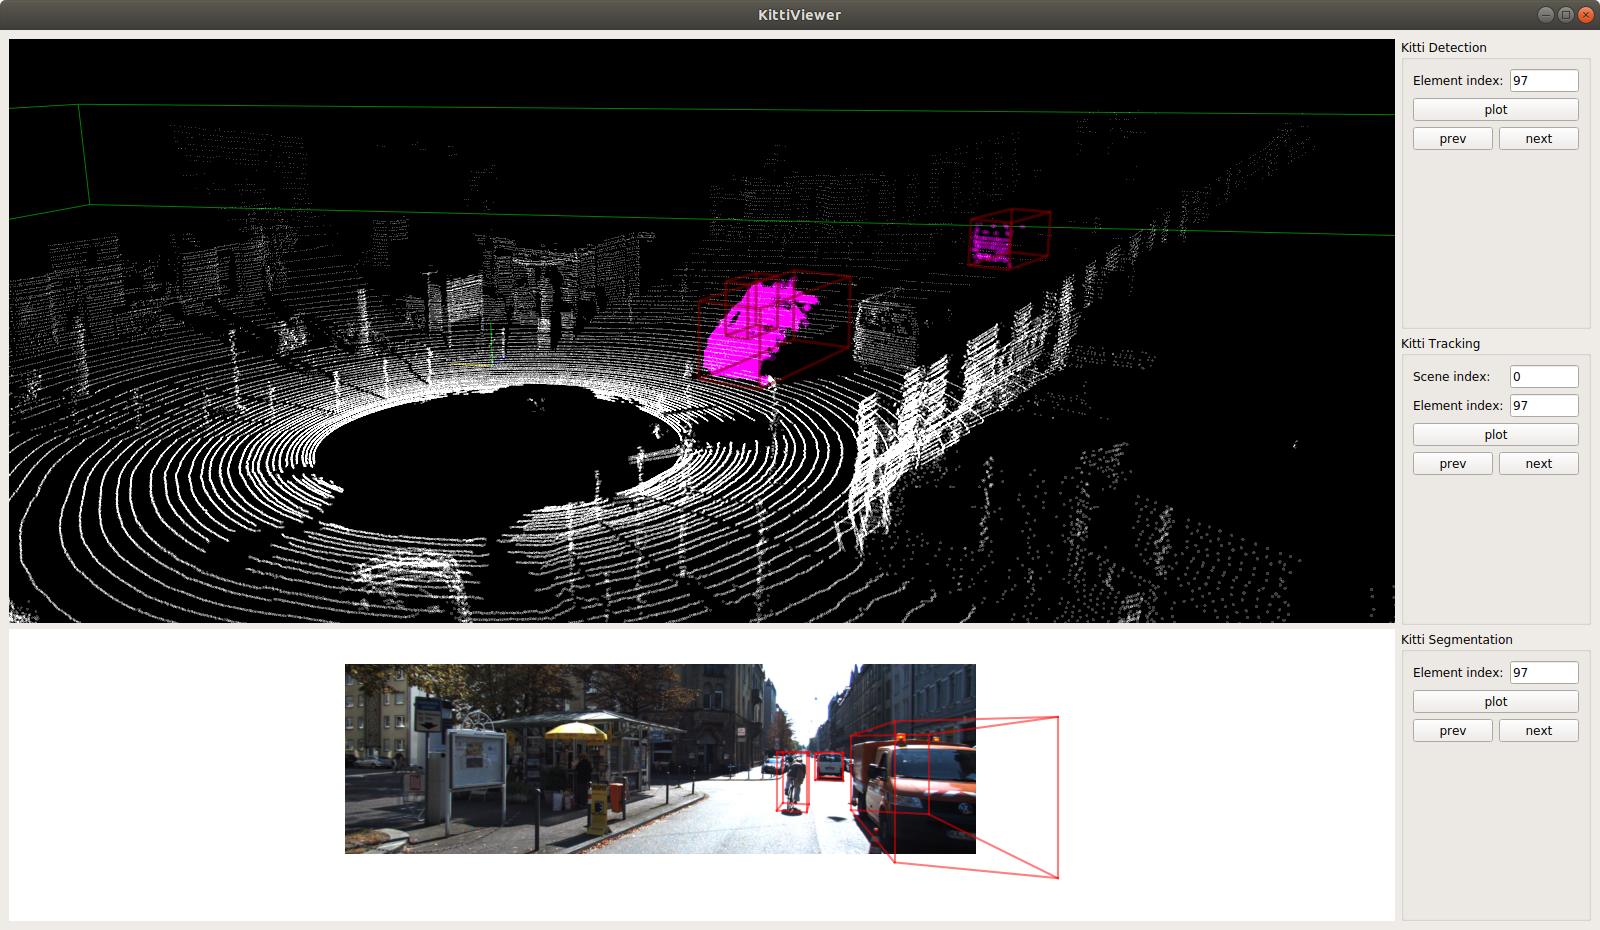 KittiViewer
Kitti Detection
Element index: 97
plot
prev next
Kitti Tracking
Scene index: 0
Element index: 97
plot
prev next
Kitti Segmentation
Element index: 97
plot
prev next